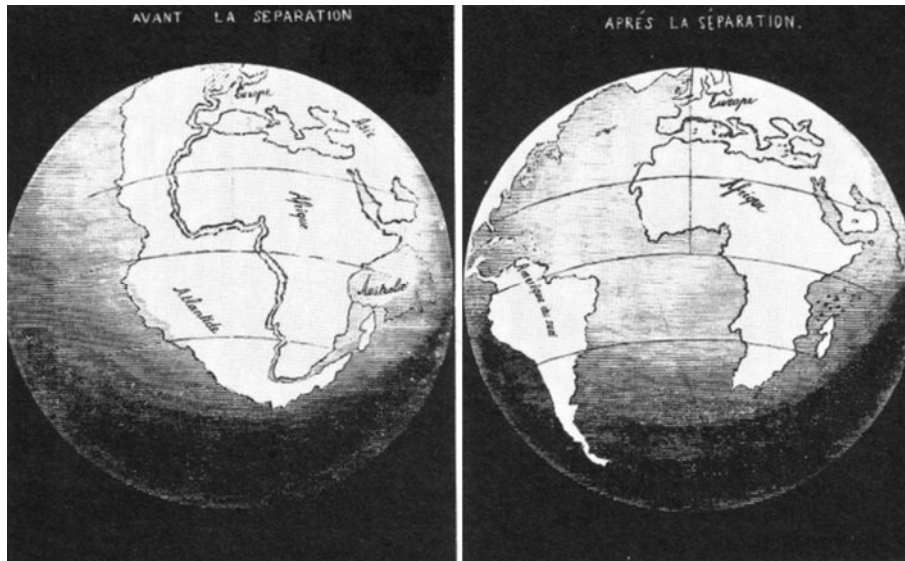 AVANT LA SEPARATION
Europe
Asie
Afrique
Australie
Atlantide
APRÉS LA SÉPARATION.
Europe
Afrique
Amérique du sud